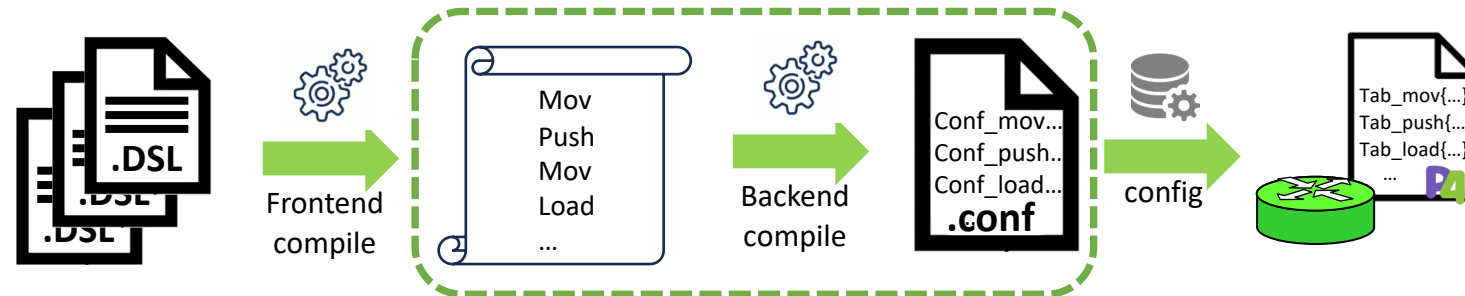 .DSL
.DSL
.DSL
Frontend
compile
Mov
Push
Mov
Load
...
Backend
compile
Conf_mov...
Conf_push..
Conf_load...
.conf
config
Tab_mov{...}
Tab_push{...
Tab_load{...}
...
P4